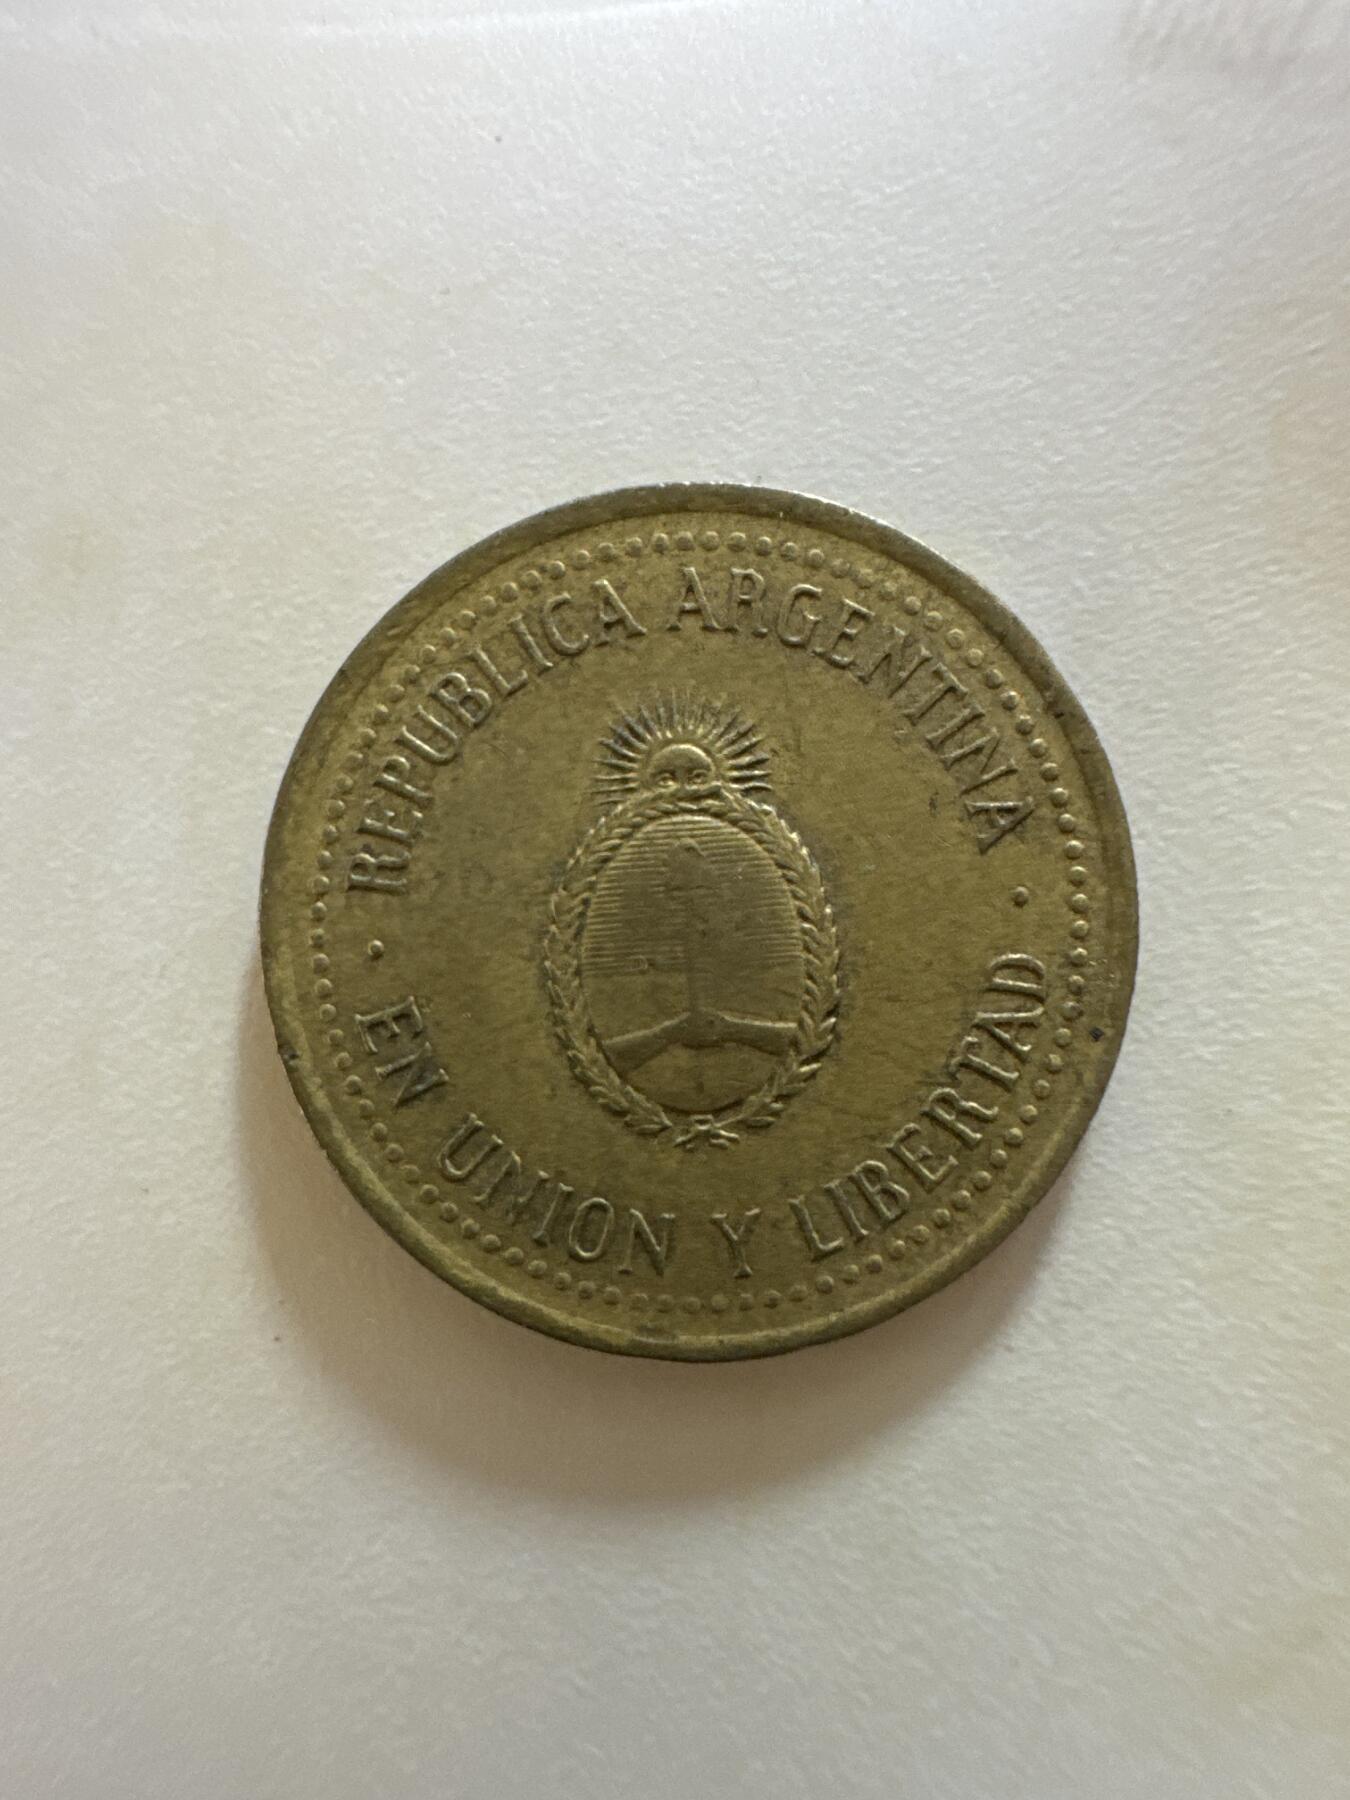 REPUBLICA ARGENTINA
· EN UNION Y LIBERTAD ·